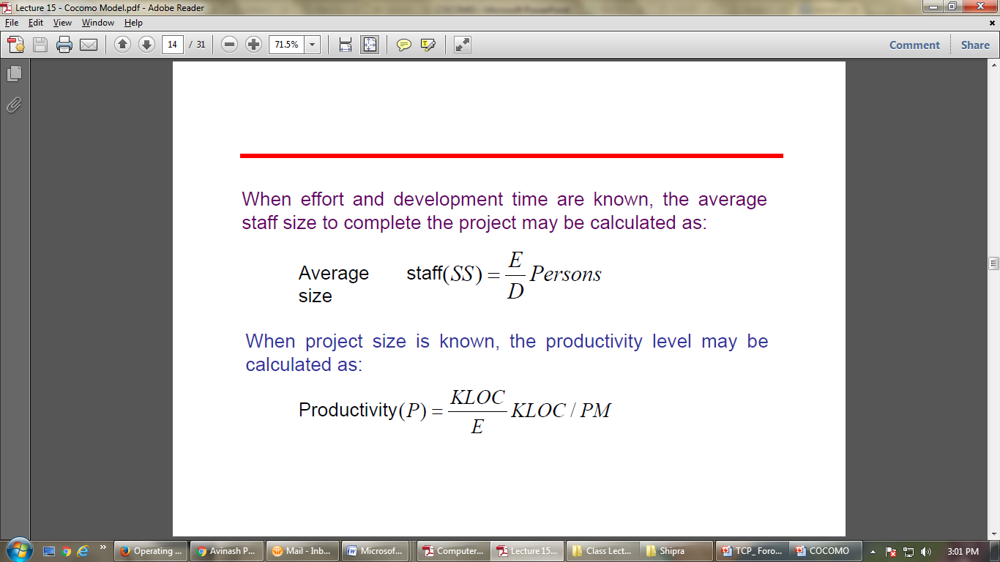 Lecture 15 - Cocomo Model.pdf - Adobe Reader
File Edit View Window Help
14 / 31 71.5% Comment Share
When effort and development time are known, the average
staff size to complete the project may be calculated as:
Average staff (SS) = E/D Persons
size
When project size is known, the productivity level may be
calculated as:
Productivity (P) = KLOC/E KLOC / PM
Operating ... Avinash P... Mail - Inb... Microsof... Computer... Lecture 15... Class Lect... Shipra TCP_ Foro... COCOMO 3:01 PM